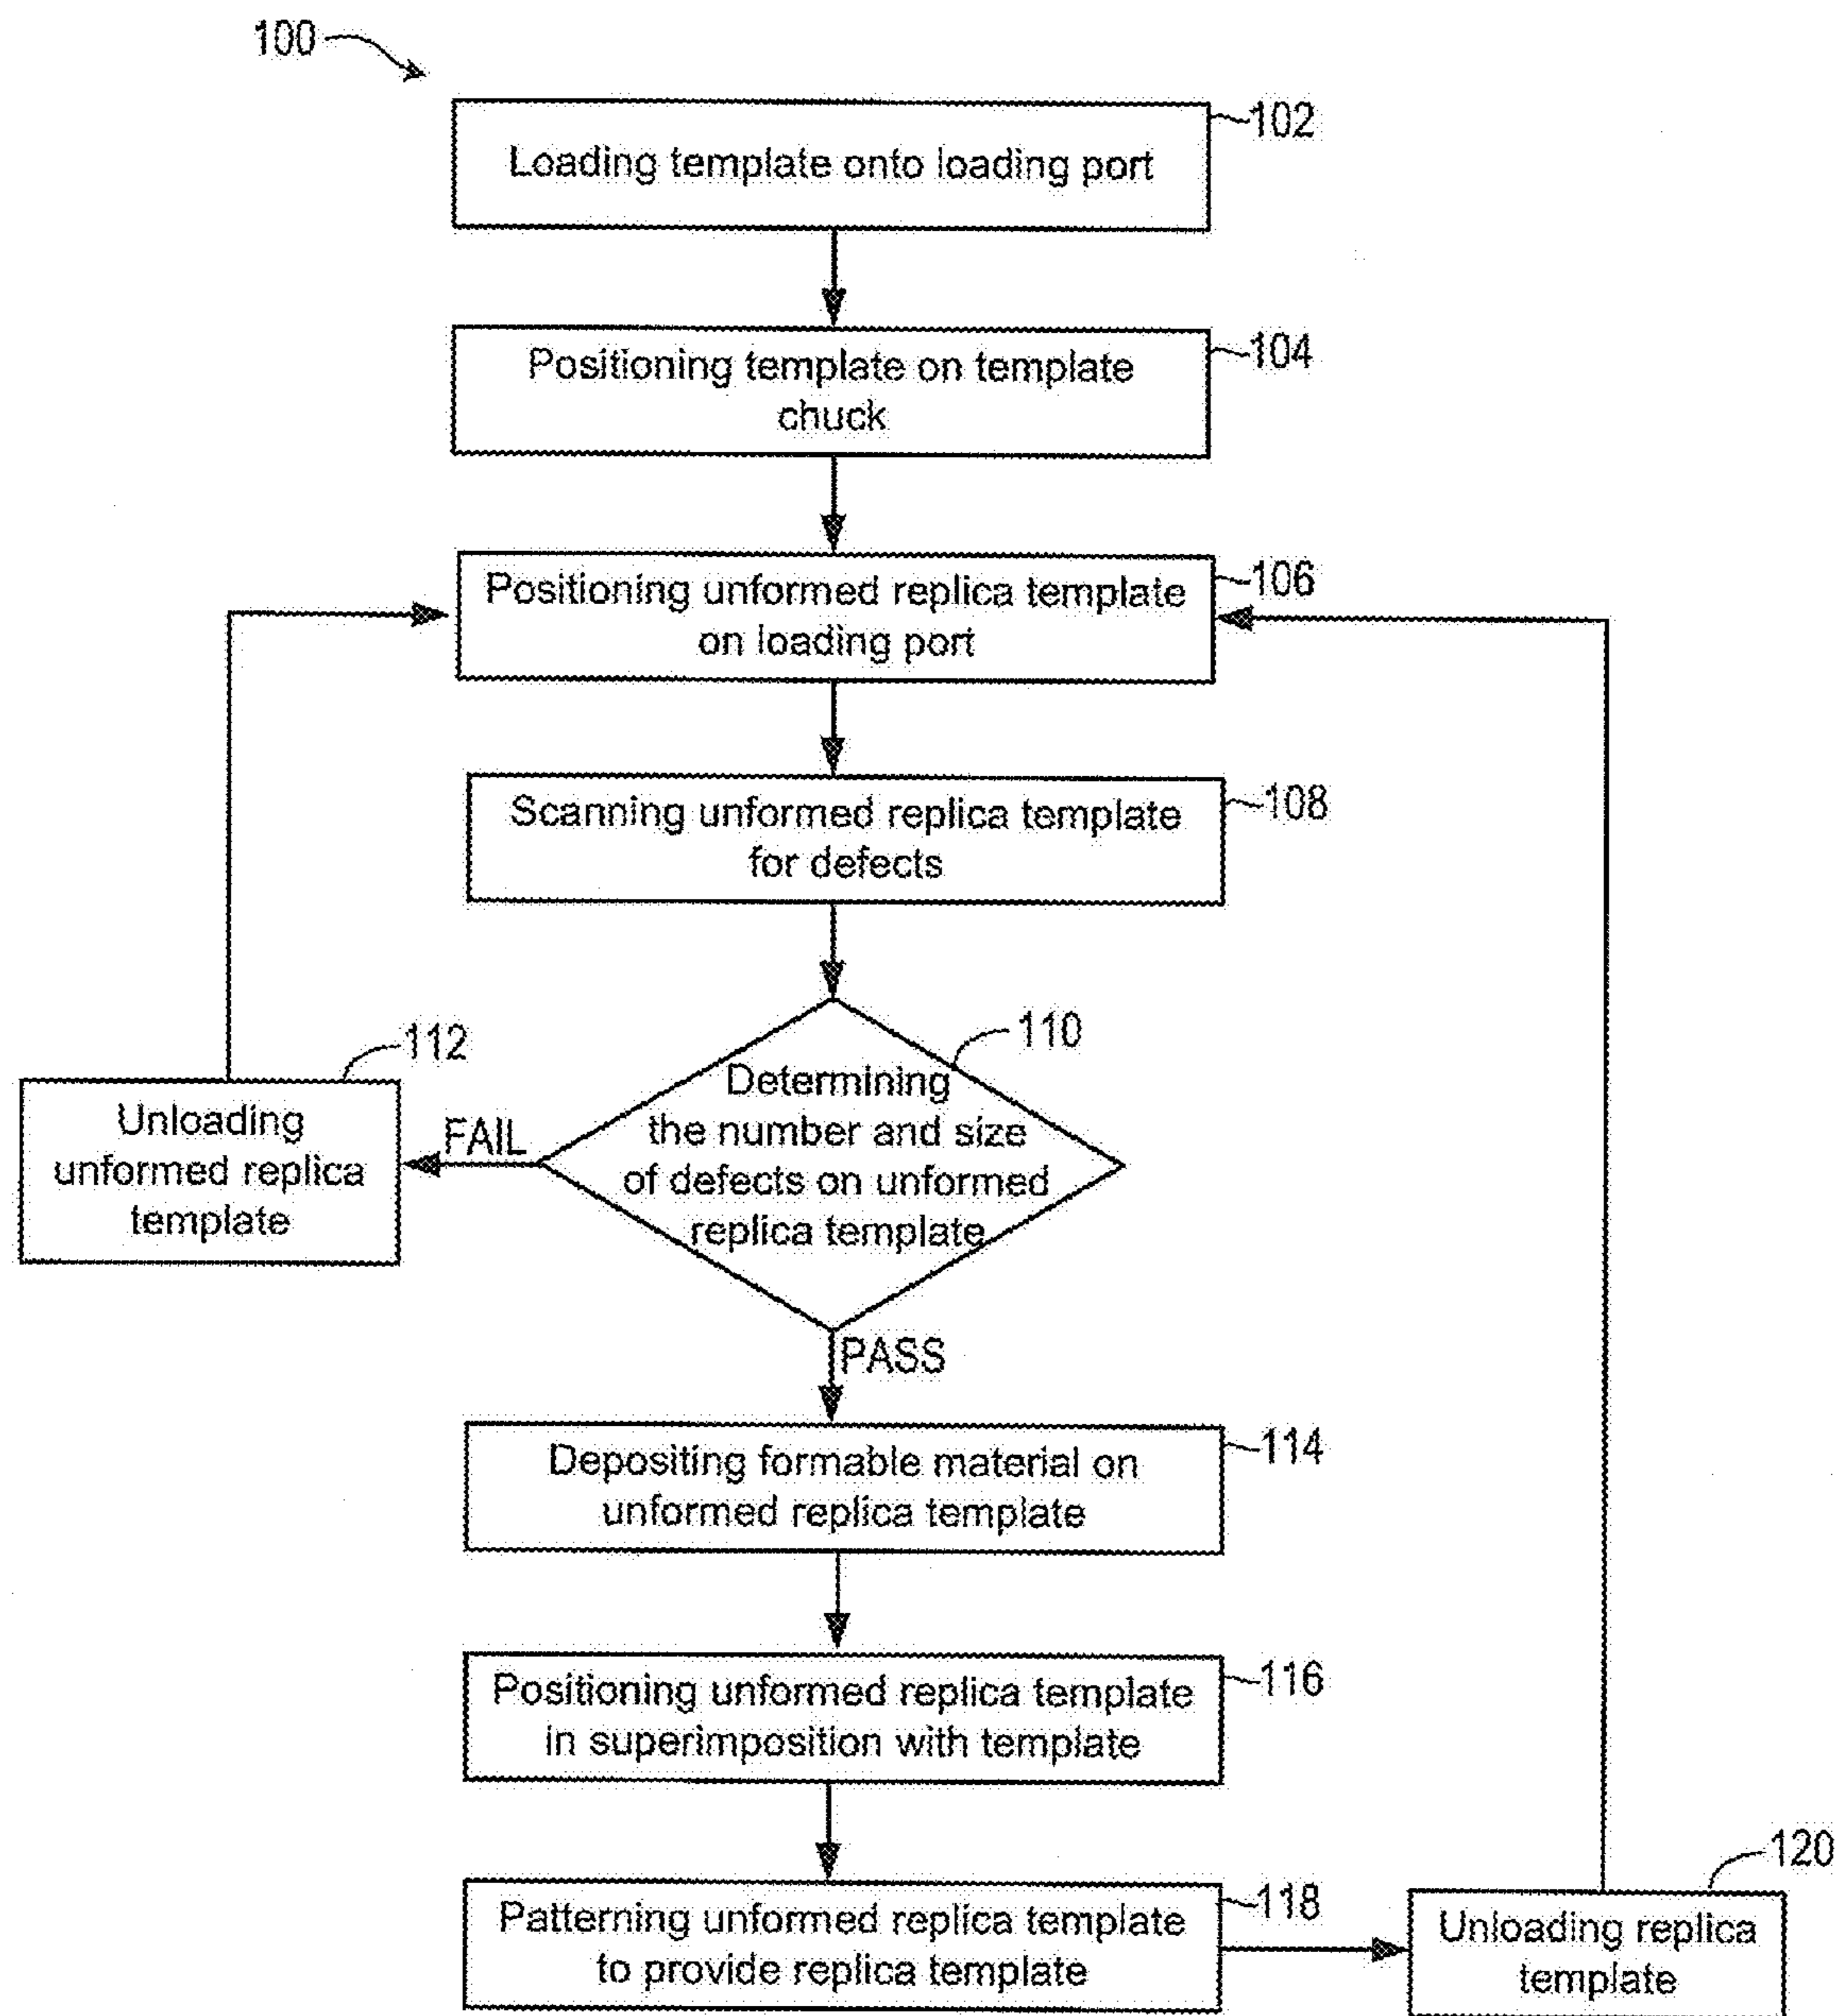 100
102
Loading template onto loading port
104
Positioning template on template
chuck
106
Positioning unformed replica template
on loading port
108
Scanning unformed replica template
for defects
110
Determining
the number and size
of defects on unformed
replica template
112
Unloading
unformed replica
template
FAIL
PASS
114
Depositing formable material on
unformed replica template
116
Positioning unformed replica template
in superimposition with template
118
Patterning unformed replica template
to provide replica template
120
Unloading replica
template